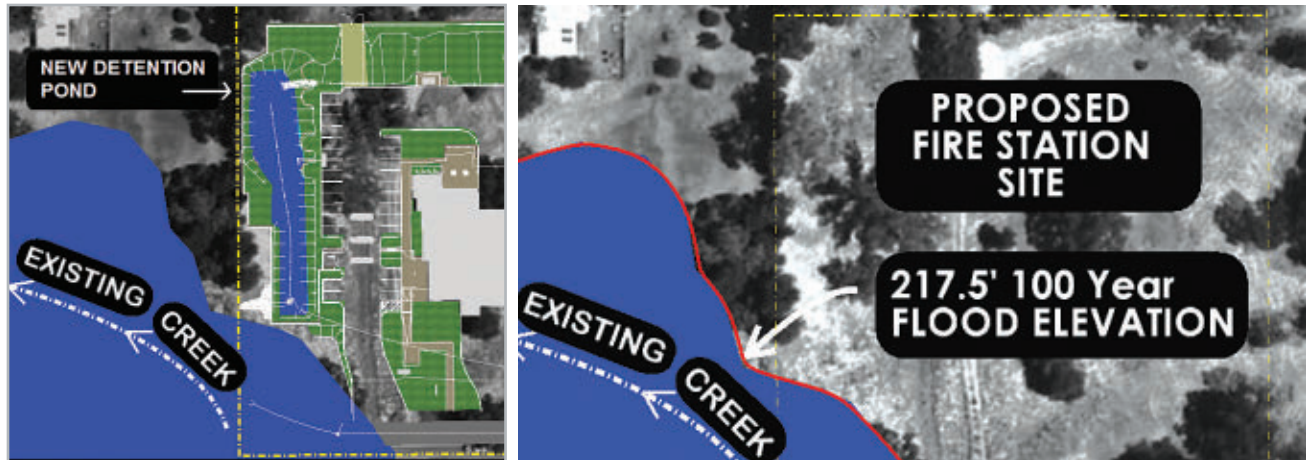 NEW DETENTION
POND
EXISTING
CREEK
PROPOSED
FIRE STATION
SITE
217.5' 100 Year
FLOOD ELEVATION
EXISTING
CREEK